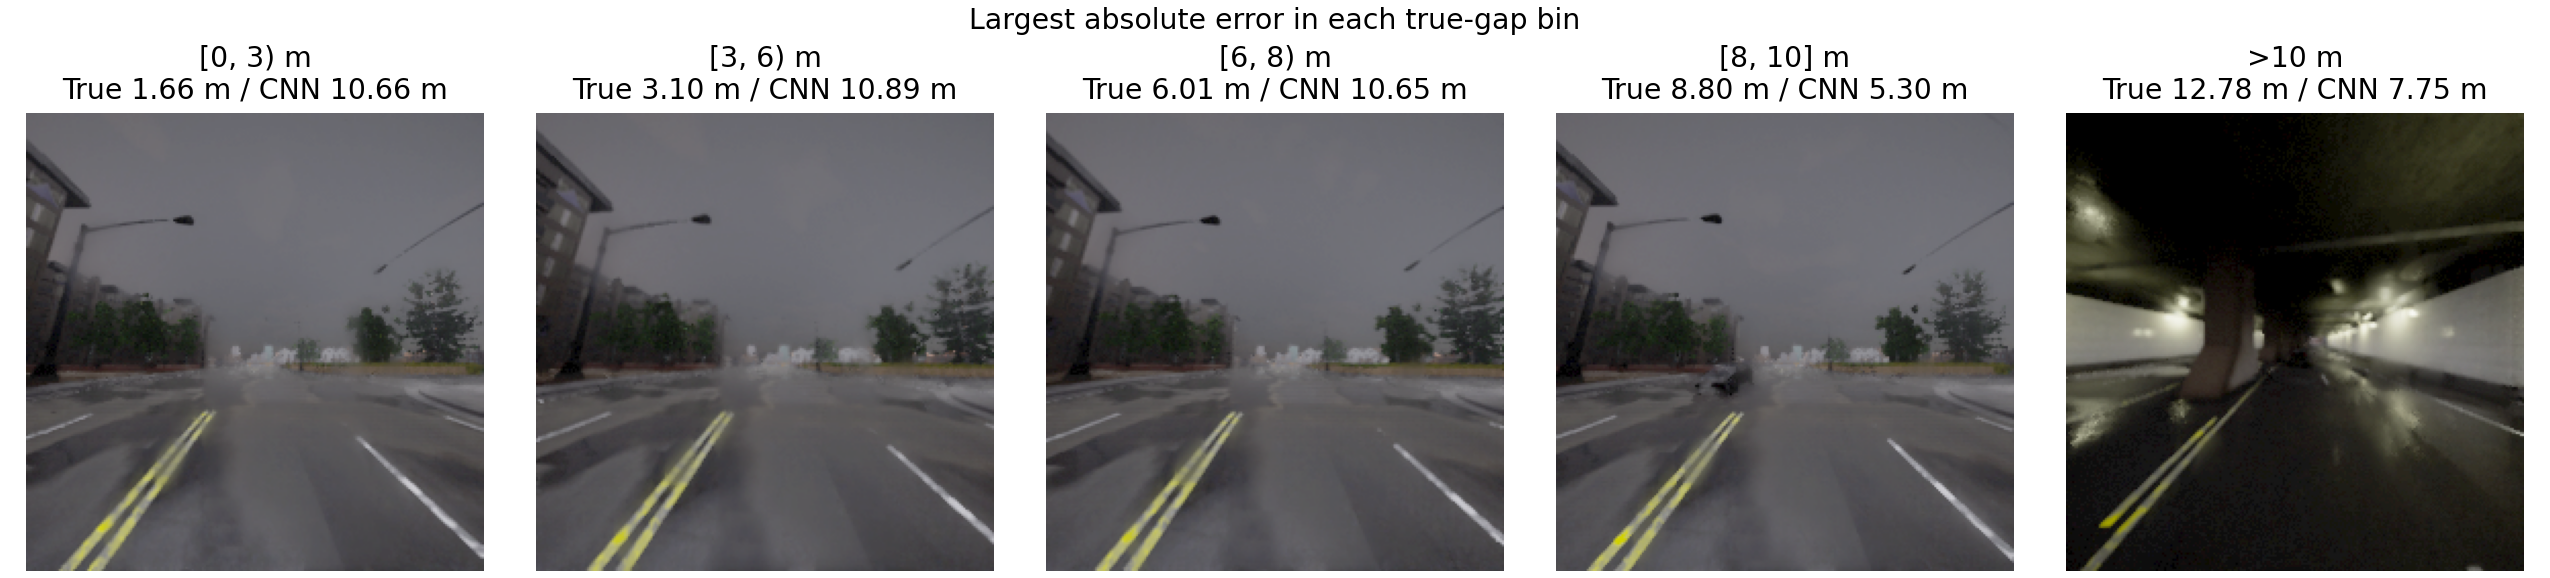 Largest absolute error in each true-gap bin
[0, 3) m
True 1.66 m / CNN 10.66 m
[3, 6) m
True 3.10 m / CNN 10.89 m
[6, 8) m
True 6.01 m / CNN 10.65 m
[8, 10] m
True 8.80 m / CNN 5.30 m
>10 m
True 12.78 m / CNN 7.75 m